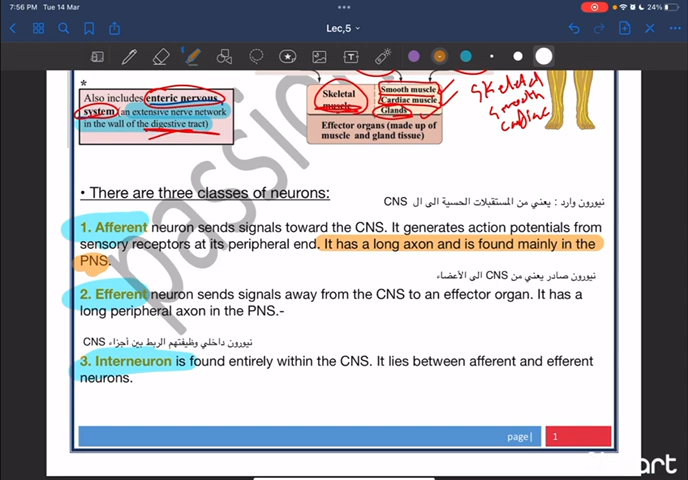 7:56 PM Tue 14 Mar
24%
Lec,5
*
Also includes enteric nervous
system (an extensive nerve network
in the wall of the digestive tract)
Skeletal
muscle
Smooth muscle
Cardiac muscle
Glands
Effector organs (made up of
muscle and gland tissue)
Skeletal
smooth
cardiac
passion
• There are three classes of neurons:
نيورون وارد : يعني من المستقبلات الحسية الى ال CNS
1. Afferent neuron sends signals toward the CNS. It generates action potentials from
sensory receptors at its peripheral end. It has a long axon and is found mainly in the
PNS.
نيورون صادر يعني من CNS الى الأعضاء
2. Efferent neuron sends signals away from the CNS to an effector organ. It has a
long peripheral axon in the PNS.-
نيورون داخلي وظيفتهم الربط بين أجزاء CNS
3. Interneuron is found entirely within the CNS. It lies between afferent and efferent
neurons.
page| 1